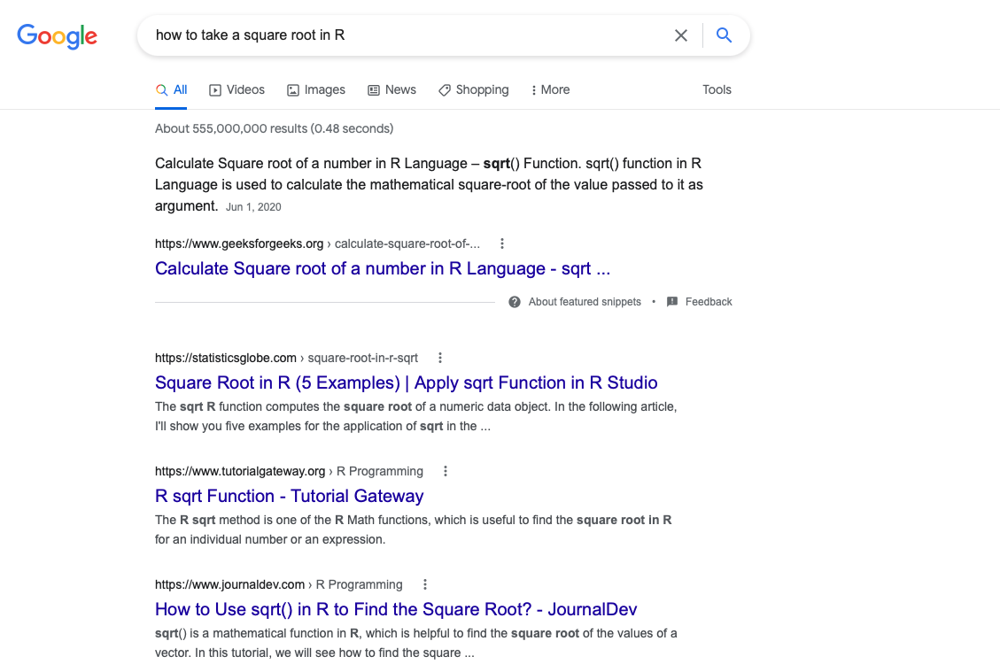 Google
how to take a square root in R
All
Videos
Images
News
Shopping
More
Tools
About 555,000,000 results (0.48 seconds)
Calculate Square root of a number in R Language – sqrt() Function. sqrt() function in R
Language is used to calculate the mathematical square-root of the value passed to it as
argument. Jun 1, 2020
https://www.geeksforgeeks.org › calculate-square-root-of-...
Calculate Square root of a number in R Language - sqrt ...
About featured snippets • Feedback
https://statisticsglobe.com › square-root-in-r-sqrt
Square Root in R (5 Examples) | Apply sqrt Function in R Studio
The sqrt R function computes the square root of a numeric data object. In the following article,
I'll show you five examples for the application of sqrt in the ...
https://www.tutorialgateway.org › R Programming
R sqrt Function - Tutorial Gateway
The R sqrt method is one of the R Math functions, which is useful to find the square root in R
for an individual number or an expression.
https://www.journaldev.com › R Programming
How to Use sqrt() in R to Find the Square Root? - JournalDev
sqrt() is a mathematical function in R, which is helpful to find the square root of the values of a
vector. In this tutorial, we will see how to find the square ...